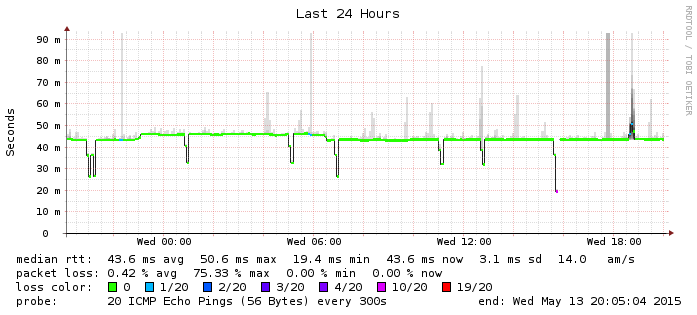 Last 24 Hours
RRDTOOL / TOBI OETIKER
Seconds
90 m
80 m
70 m
60 m
50 m
40 m
30 m
20 m
10 m
0
Wed 00:00 Wed 06:00 Wed 12:00 Wed 18:00
median rtt: 43.6 ms avg 50.6 ms max 19.4 ms min 43.6 ms now 3.1 ms sd 14.0 am/s
packet loss: 0.42 % avg 75.33 % max 0.00 % min 0.00 % now
loss color: 0 1/20 2/20 3/20 4/20 10/20 19/20
probe: 20 ICMP Echo Pings (56 Bytes) every 300s end: Wed May 13 20:05:04 2015